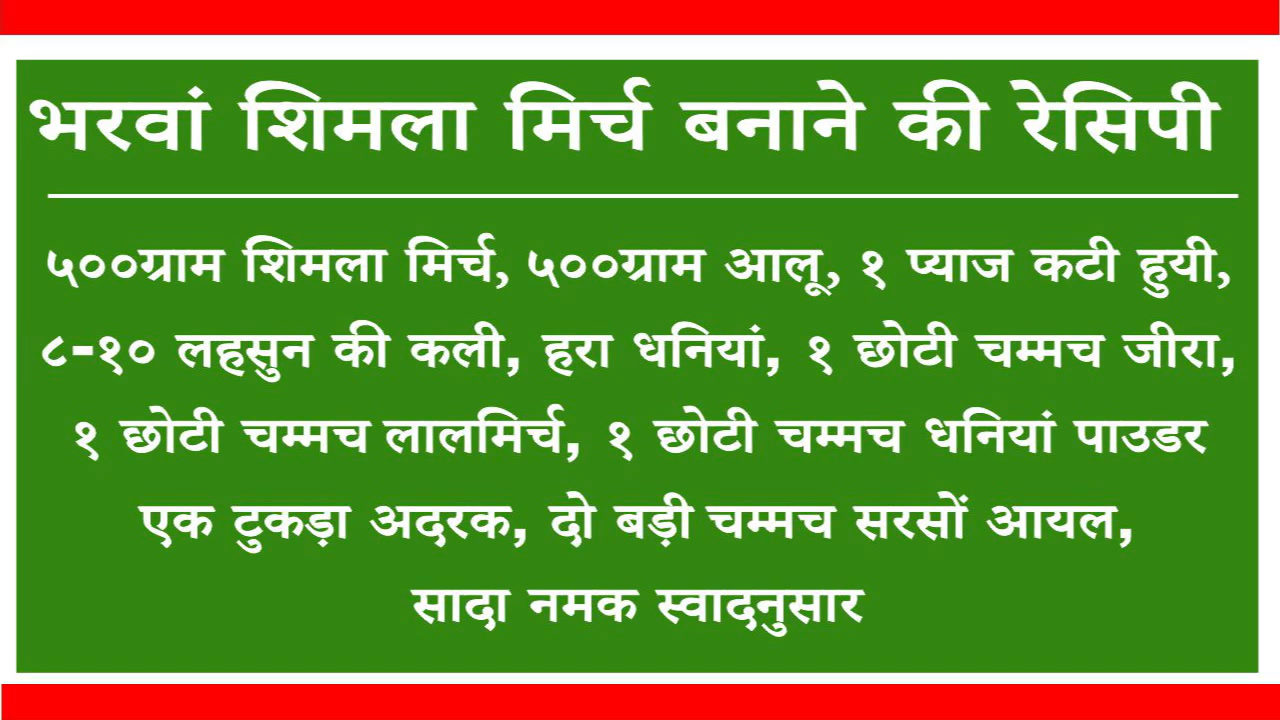 भरवां शिमला मिर्च बनाने की रेसिपी
५००ग्राम शिमला मिर्च, ५००ग्राम आलू, १ प्याज कटी हुयी,
८-१० लहसुन की कली, हरा धनियां, १ छोटी चम्मच जीरा,
१ छोटी चम्मच लालमिर्च, १ छोटी चम्मच धनियां पाउडर
एक टुकड़ा अदरक, दो बड़ी चम्मच सरसों आयल,
सादा नमक स्वादनुसार